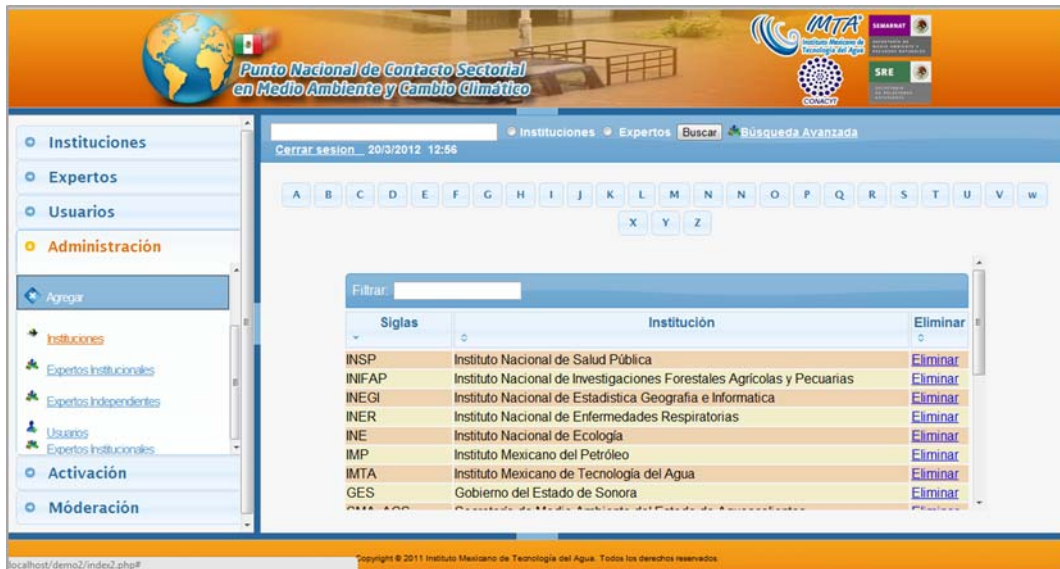 Punto Nacional de Contacto Sectorial
en Medio Ambiente y Cambio Climático
IMTA
Instituto Mexicano de
Tecnología del Agua
SEMARNAT
CONACYT
SRE
Instituciones Expertos Buscar Búsqueda Avanzada
Cerrar sesion 20/3/2012 12:56
Instituciones
Expertos
Usuarios
Administración
Agregar
Instituciones
Expertos Institucionales
Expertos Independientes
Usuarios
Expertos Institucionales
Activación
Móderación
A B C D E F G H I J K L M N N O P Q R S T U V W
X Y Z
Filtrar:
Siglas Institución Eliminar
INSP Instituto Nacional de Salud Pública Eliminar
INIFAP Instituto Nacional de Investigaciones Forestales Agrícolas y Pecuarias Eliminar
INEGI Instituto Nacional de Estadistica Geografia e Informatica Eliminar
INER Instituto Nacional de Enfermedades Respiratorias Eliminar
INE Instituto Nacional de Ecología Eliminar
IMP Instituto Mexicano del Petróleo Eliminar
IMTA Instituto Mexicano de Tecnología del Agua Eliminar
GES Gobierno del Estado de Sonora Eliminar
Copyright © 2011 Instituto Mexicano de Tecnología del Agua. Todos los derechos reservados.
localhost/demo2/index2.php#